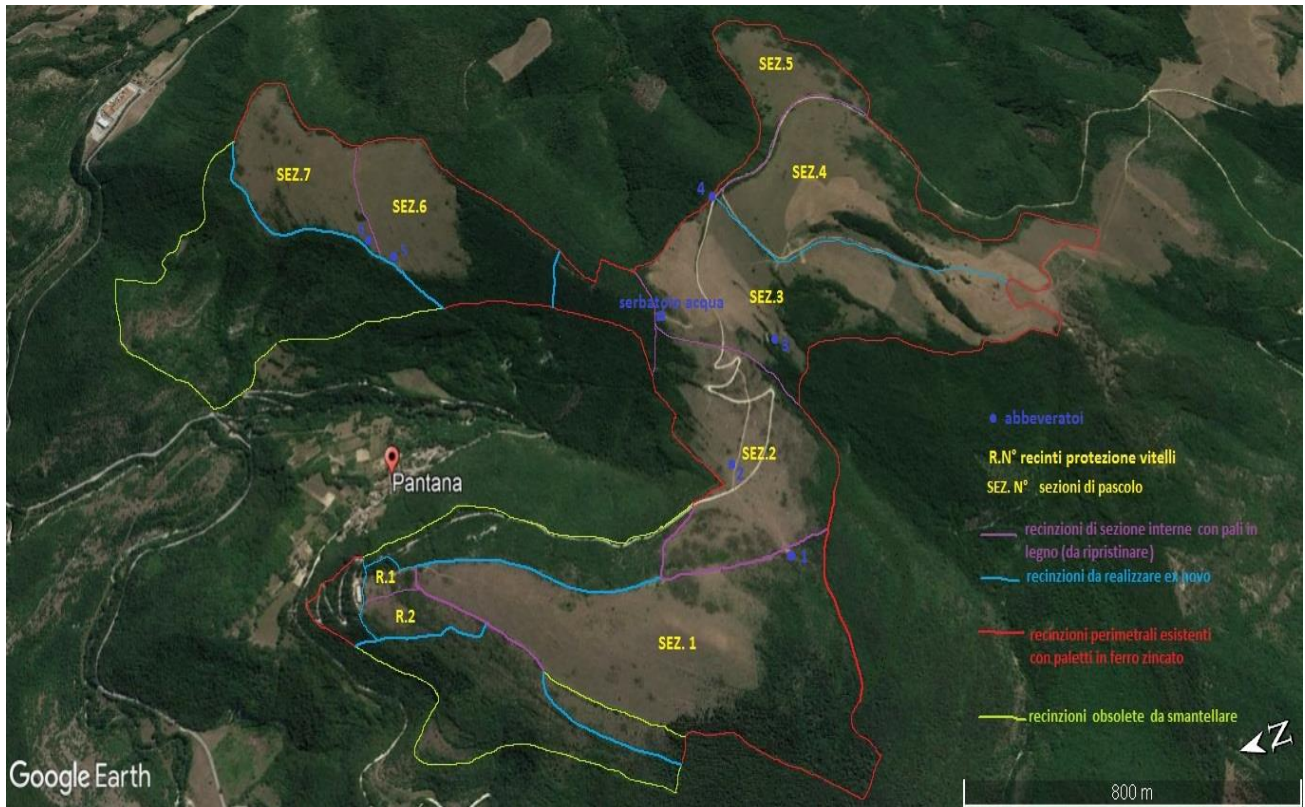 SEZ.5
SEZ.7
SEZ.4
SEZ.6
4
5
serbatoio acqua
SEZ.3
3
SEZ.2
2
Pantana
1
R.1
R.2
SEZ. 1
abbeveratoi
R.N° recinti protezione vitelli
SEZ. N° sezioni di pascolo
recinzioni di sezione interne con pali in
legno (da ripristinare)
recinzioni da realizzare ex novo
recinzioni perimetrali esistenti
con paletti in ferro zincato
recinzioni obsolete da smantellare
N
800 m
Google Earth